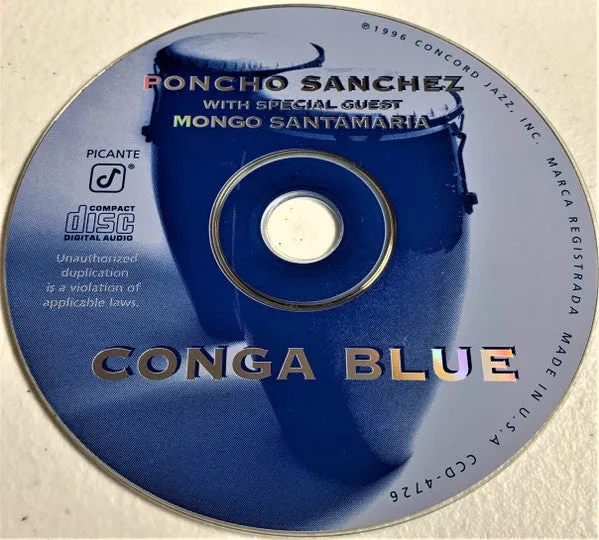 PONCHO SANCHEZ
WITH SPECIAL GUEST
MONGO SANTAMARIA
PICANTE
®
COMPACT
disc
DIGITAL AUDIO
Unauthorized
duplication
is a violation of
applicable laws.
CONGA BLUE
℗1996 CONCORD JAZZ, INC. MARCA REGISTRADA MADE IN U.S.A CCD-4726